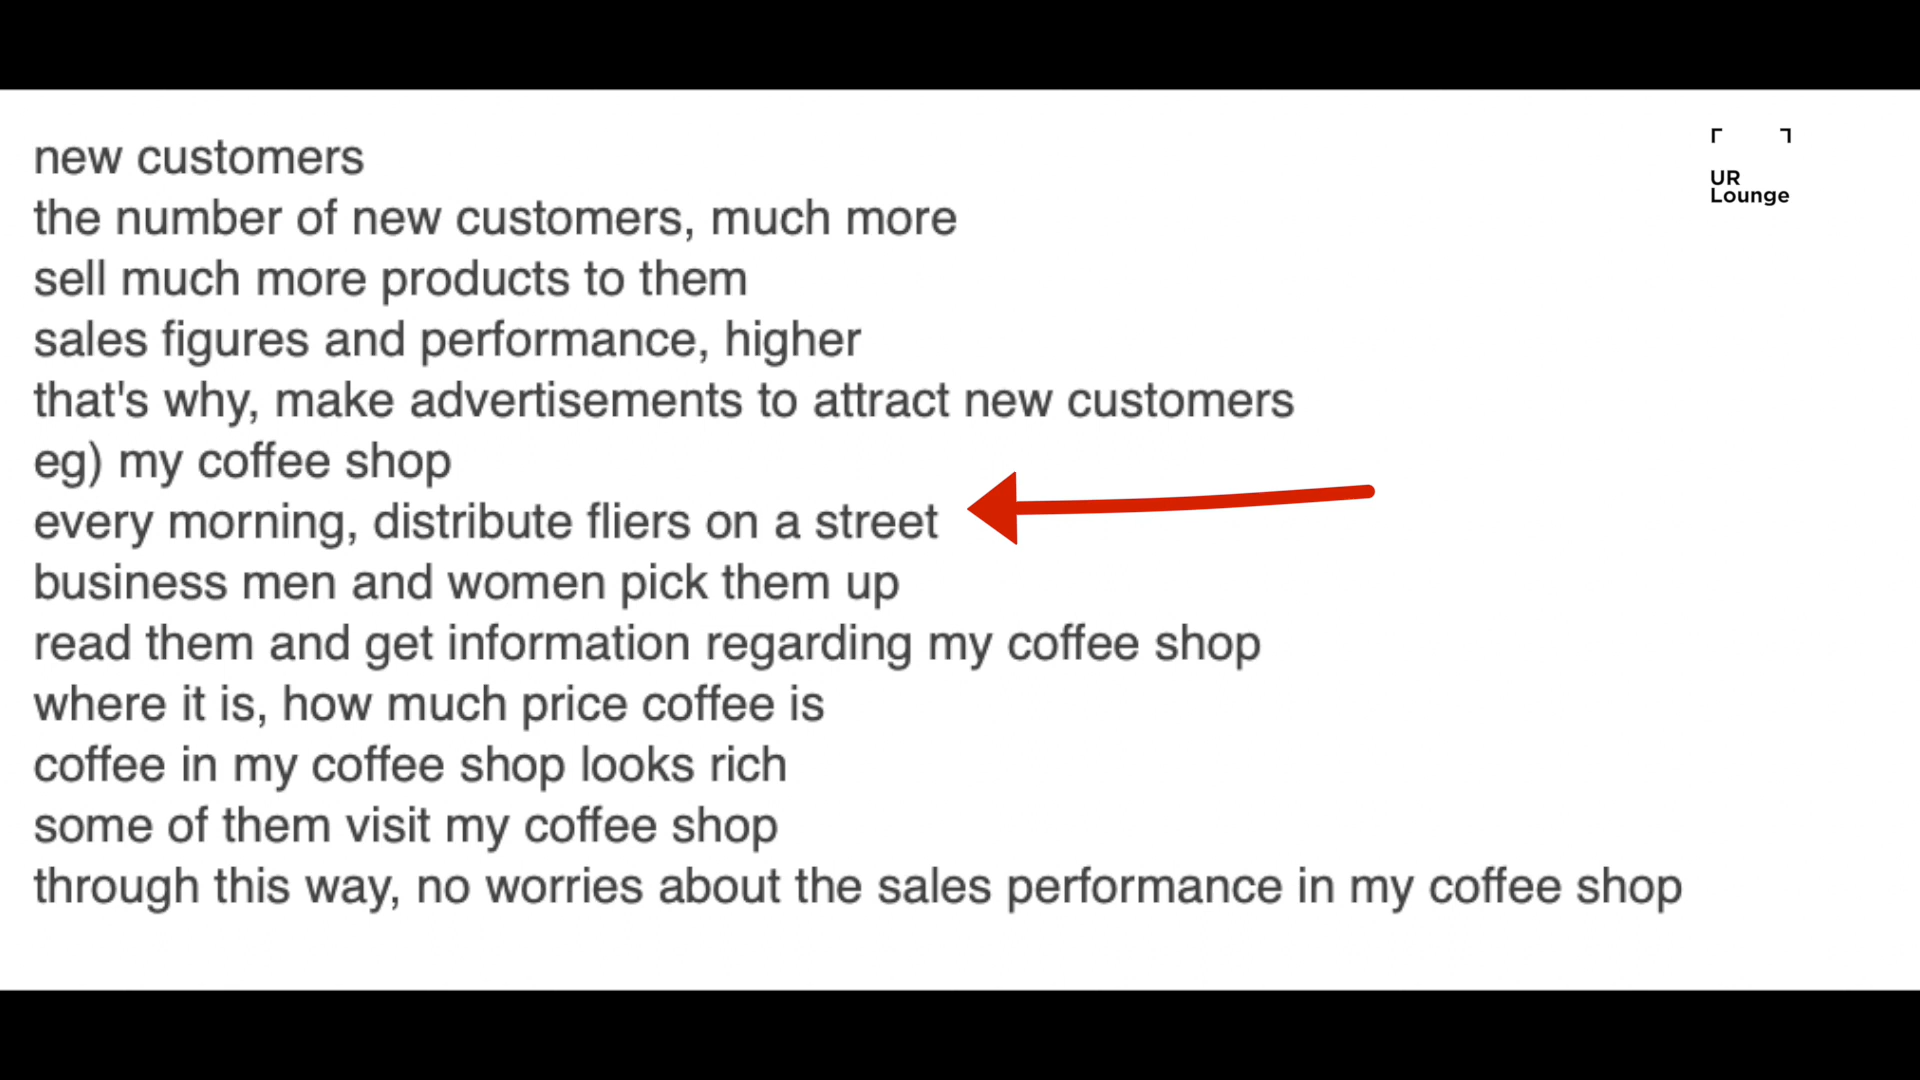 new customers
the number of new customers, much more
sell much more products to them
sales figures and performance, higher
that's why, make advertisements to attract new customers
eg) my coffee shop
every morning, distribute fliers on a street
business men and women pick them up
read them and get information regarding my coffee shop
where it is, how much price coffee is
coffee in my coffee shop looks rich
some of them visit my coffee shop
through this way, no worries about the sales performance in my coffee shop
UR
Lounge